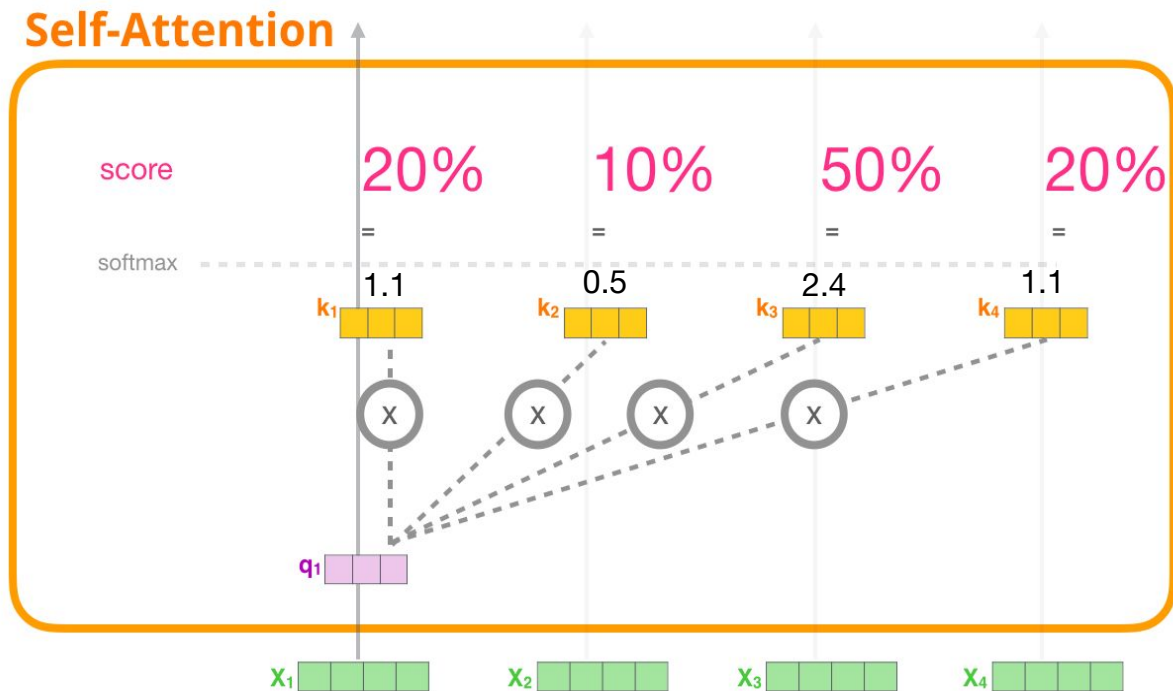 Self-Attention
score 20% 10% 50% 20%
= = = =
softmax
1.1 0.5 2.4 1.1
k₁ k₂ k₃ k₄
x x x x
q₁
X₁ X₂ X₃ X₄